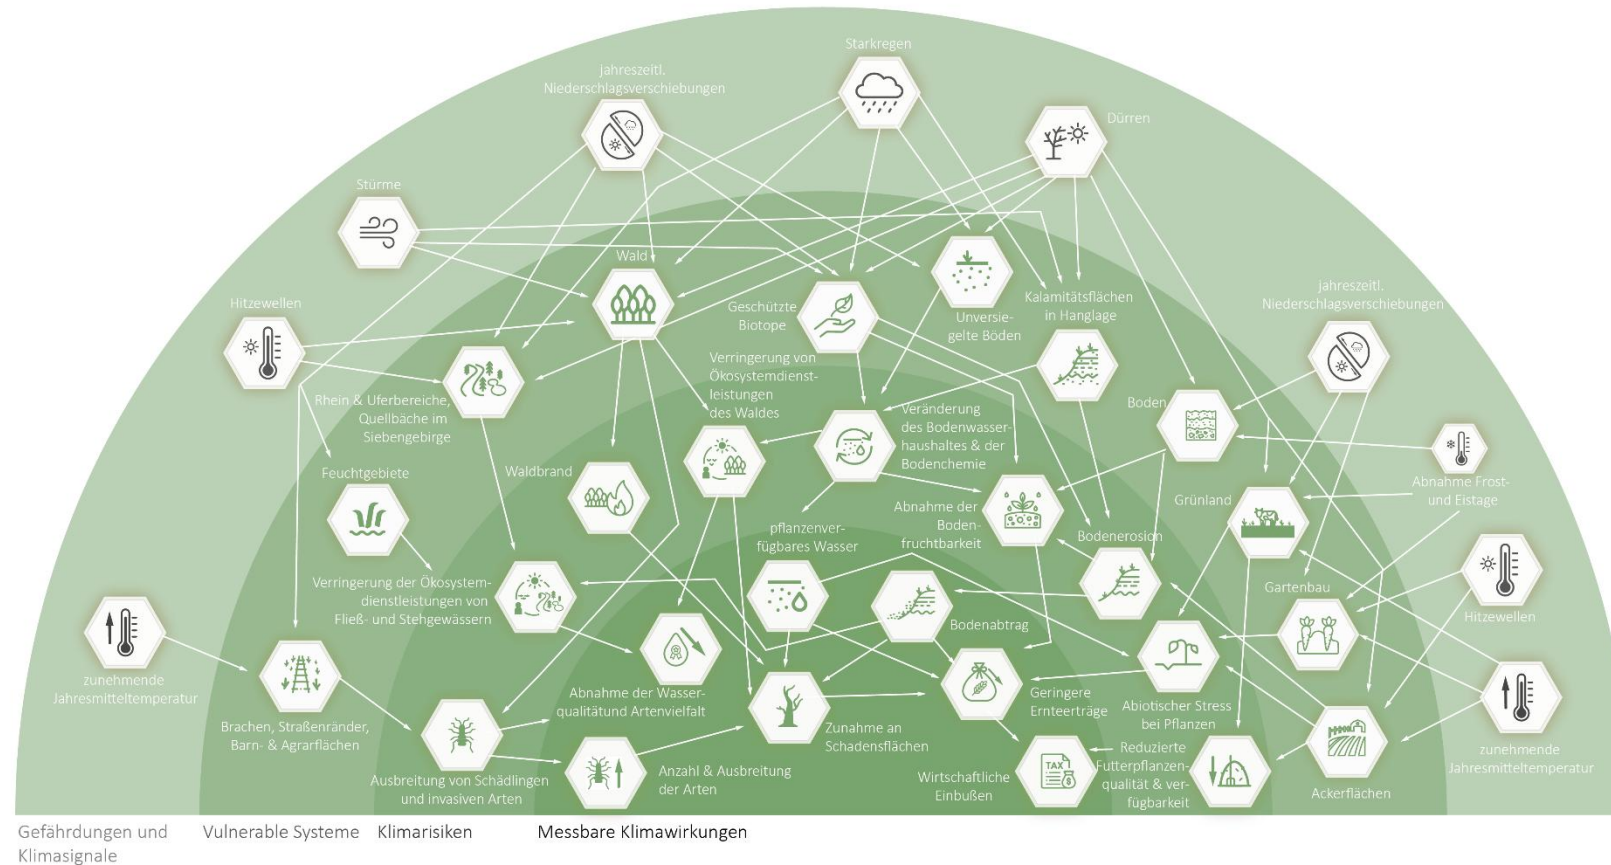 Starkregen
jahreszeitl.
Niederschlagsverschiebungen
Dürren
Stürme
Wald
Hitzewellen
Geschützte
Biotope
Unversie-
gelte Böden
Kalamitätsflächen
in Hanglage
jahreszeitl.
Niederschlagsverschiebungen
Rhein & Uferbereiche,
Quellbäche im
Siebengebirge
Verringerung von
Ökosystemdienst-
leistungen
des Waldes
Veränderung
des Bodenwasser-
haushaltes & der
Bodenchemie
Boden
Feuchtgebiete
Waldbrand
Abnahme der
Boden-
fruchtbarkeit
Grünland
Abnahme Frost-
und Eistage
pflanzenver-
fügbares Wasser
Bodenerosion
Verringerung der Ökosystem-
dienstleistungen von
Fließ- und Stehgewässern
Gartenbau
Hitzewellen
Bodenabtrag
zunehmende
Jahresmitteltemperatur
Abnahme der Wasser-
qualitätund Artenvielfalt
Geringere
Ernteerträge
Abiotischer Stress
bei Pflanzen
Brachen, Straßenränder,
Barn- & Agrarflächen
Zunahme an
Schadensflächen
zunehmende
Jahresmitteltemperatur
Ausbreitung von Schädlingen
und invasiven Arten
Anzahl & Ausbreitung
der Arten
TAX
Wirtschaftliche
Einbußen
Reduzierte
Futterpflanzen-
qualität & ver-
fügbarkeit
Ackerflächen
Gefährdungen und
Klimasignale
Vulnerable Systeme
Klimarisiken
Messbare Klimawirkungen